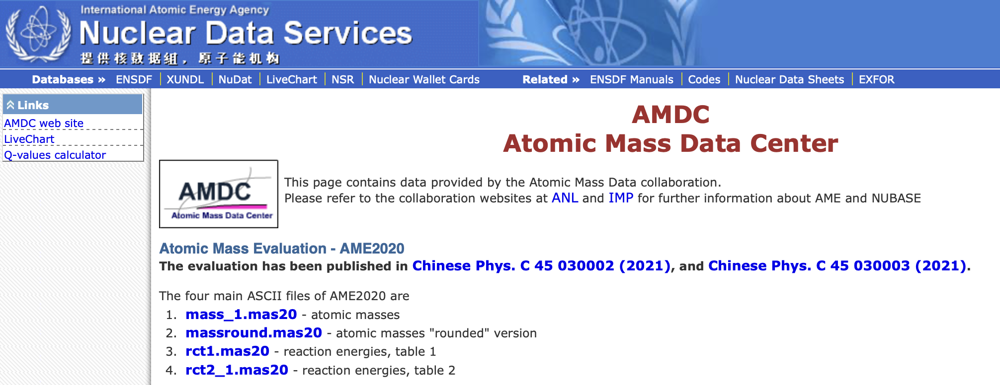 International Atomic Energy Agency
Nuclear Data Services
提供核数据组，原子能机构
Databases » ENSDF XUNDL NuDat LiveChart NSR Nuclear Wallet Cards Related » ENSDF Manuals Codes Nuclear Data Sheets EXFOR
Links
AMDC web site
LiveChart
Q-values calculator
AMDC
Atomic Mass Data Center
AMDC
Atomic Mass Data Center
This page contains data provided by the Atomic Mass Data collaboration.
Please refer to the collaboration websites at ANL and IMP for further information about AME and NUBASE
Atomic Mass Evaluation - AME2020
The evaluation has been published in Chinese Phys. C 45 030002 (2021), and Chinese Phys. C 45 030003 (2021).
The four main ASCII files of AME2020 are
1. mass_1.mas20 - atomic masses
2. massround.mas20 - atomic masses "rounded" version
3. rct1.mas20 - reaction energies, table 1
4. rct2_1.mas20 - reaction energies, table 2